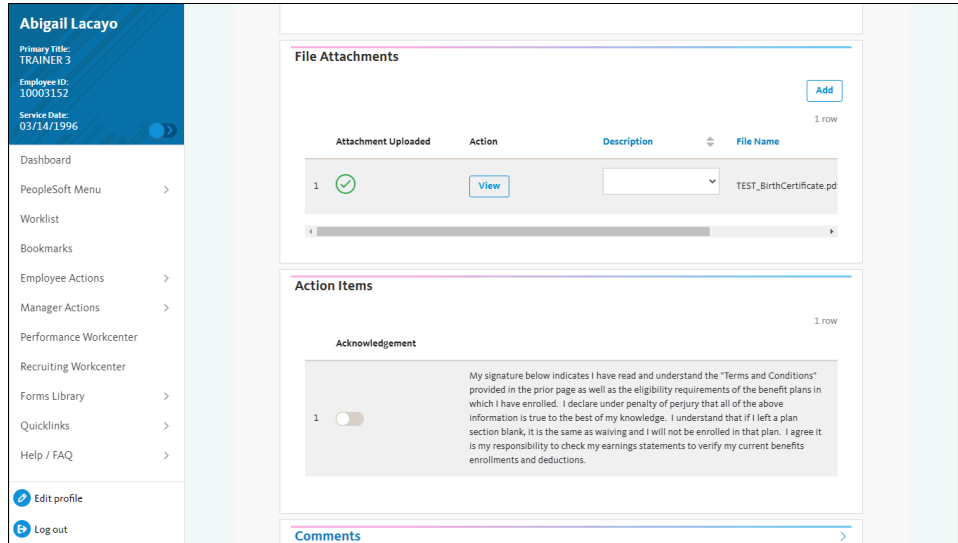 Abigail Lacayo
Primary Title:
TRAINER 3
Employee ID:
10003152
Service Date:
03/14/1996
Dashboard
PeopleSoft Menu
Worklist
Bookmarks
Employee Actions
Manager Actions
Performance Workcenter
Recruiting Workcenter
Forms Library
Quicklinks
Help / FAQ
Edit profile
Log out
File Attachments
Add
1 row
Attachment Uploaded Action Description File Name
1 View TEST_BirthCertificate.pd
Action Items
1 row
Acknowledgement
My signature below indicates I have read and understand the "Terms and Conditions"
provided in the prior page as well as the eligibility requirements of the benefit plans in
which I have enrolled. I declare under penalty of perjury that all of the above
1 information is true to the best of my knowledge. I understand that if I left a plan
section blank, it is the same as waiving and I will not be enrolled in that plan. I agree it
is my responsibility to check my earnings statements to verify my current benefits
enrollments and deductions.
Comments